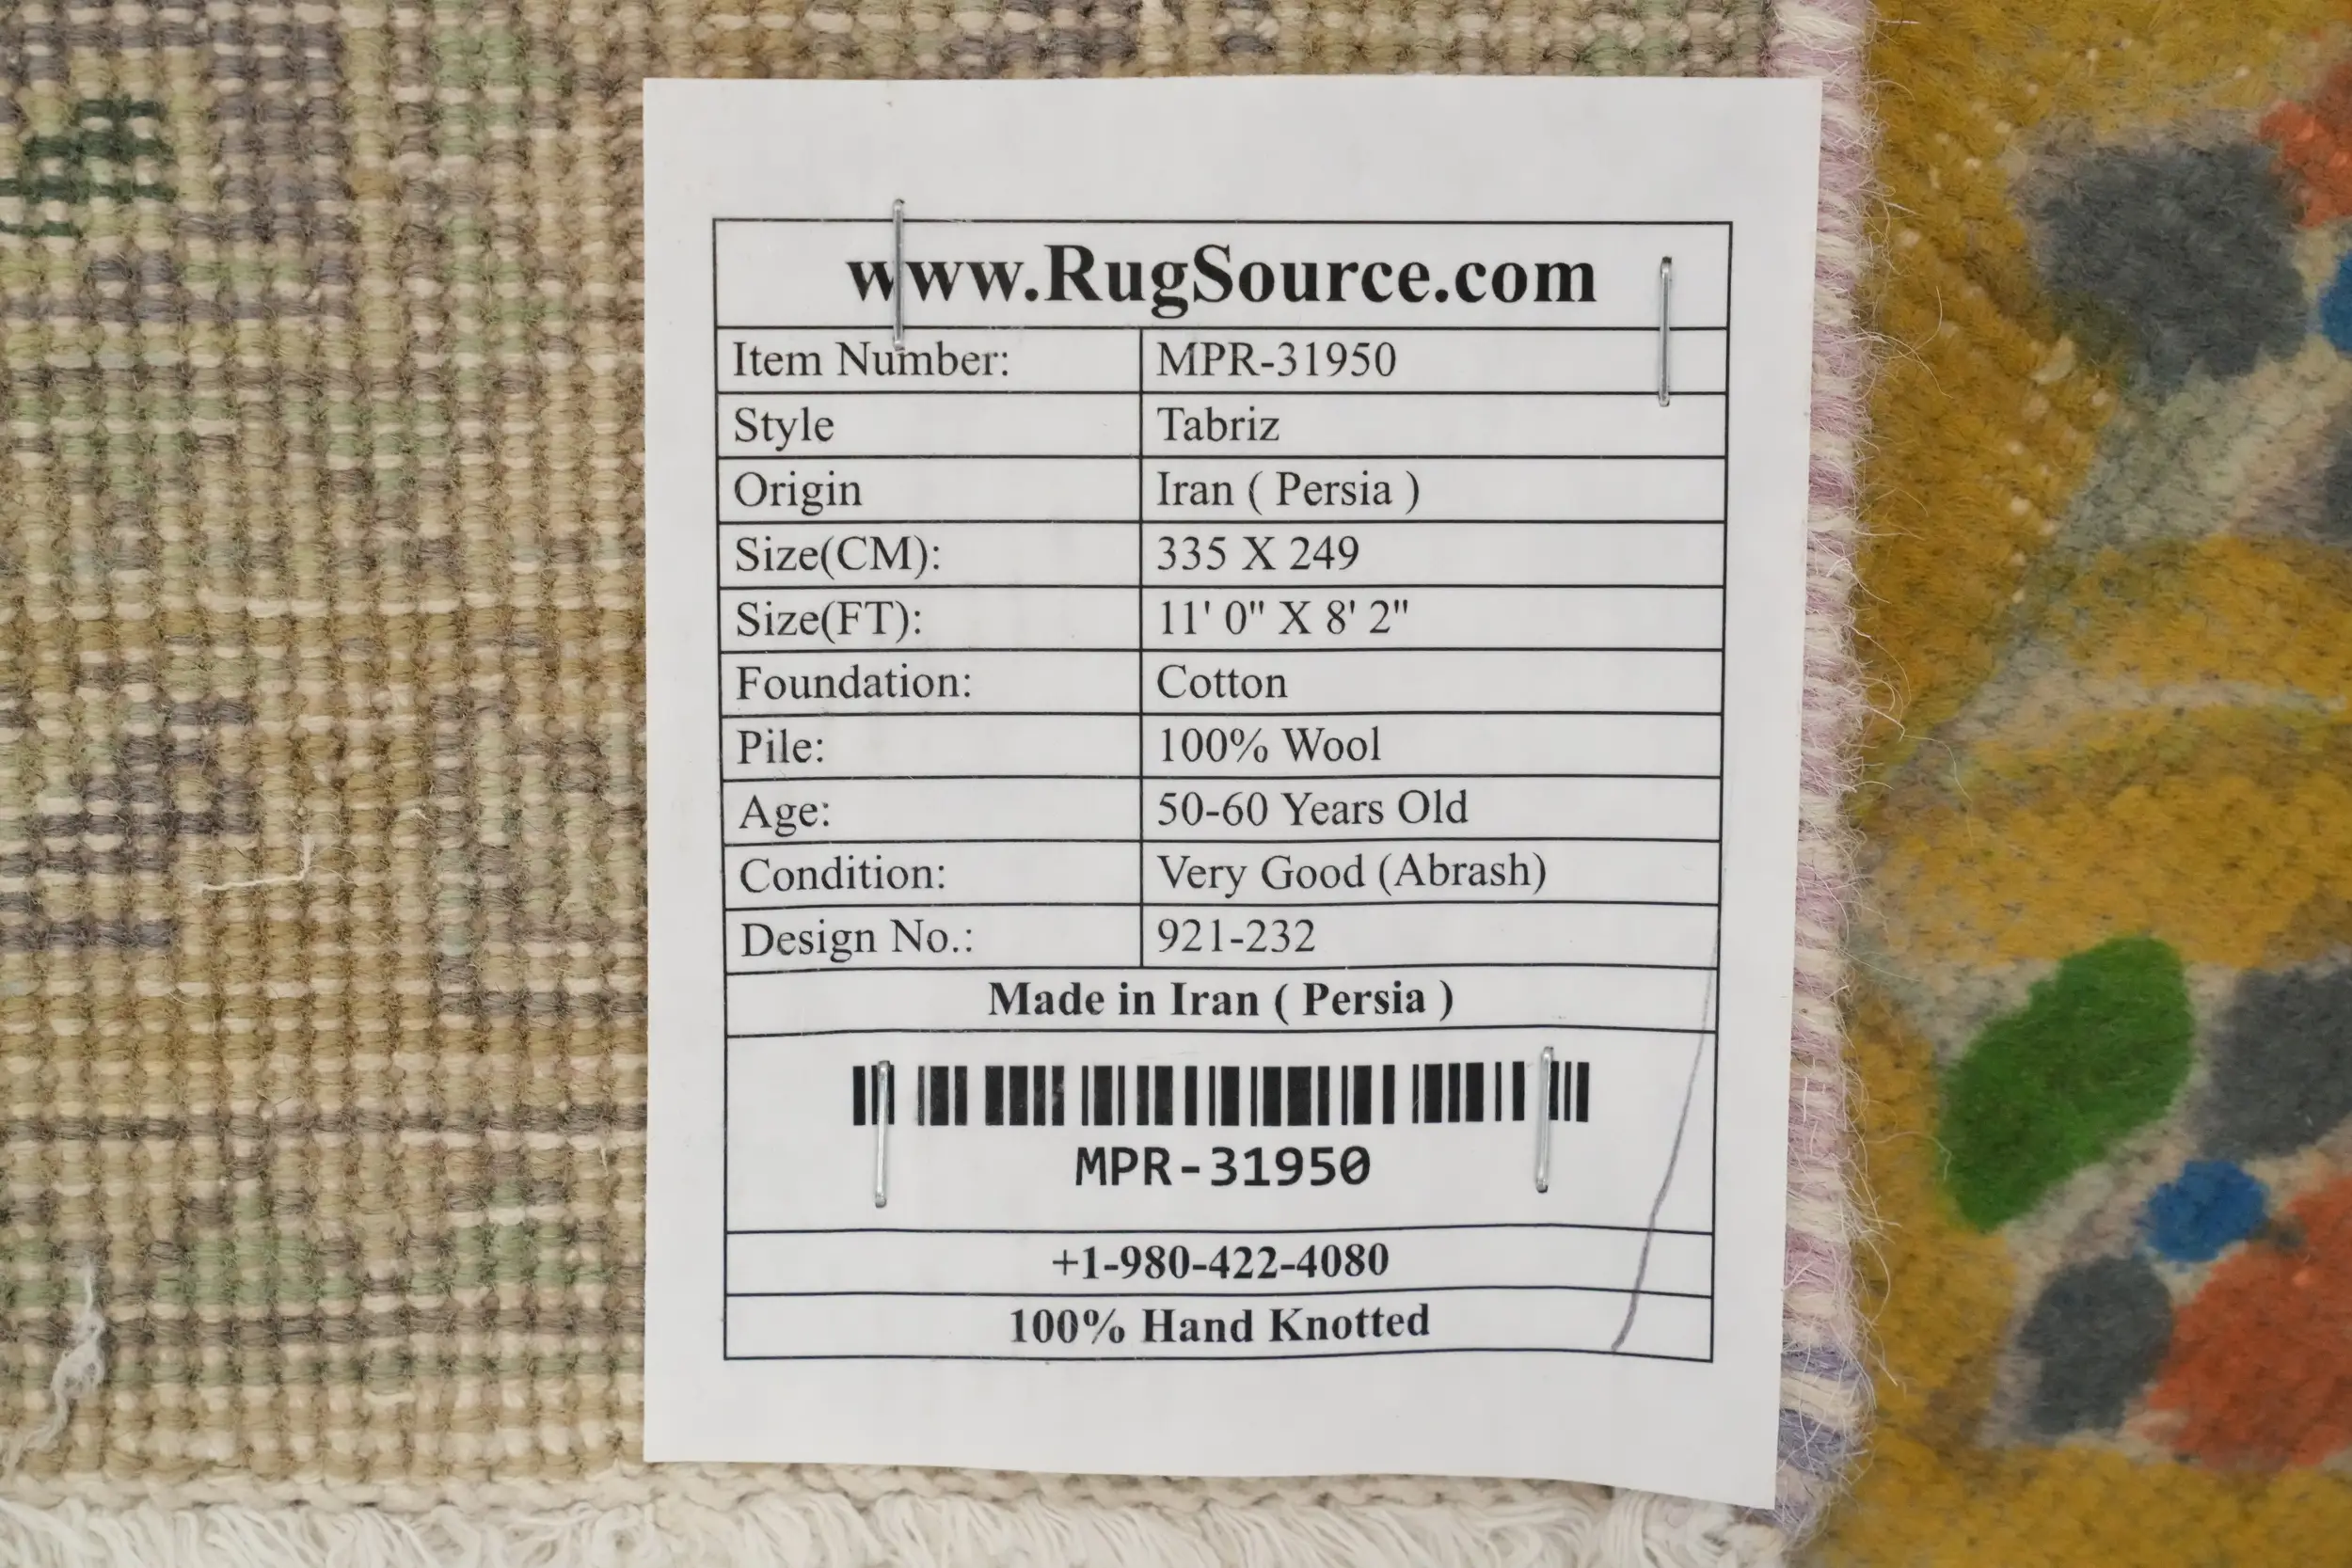 www.RugSource.com
Item Number: MPR-31950
Style Tabriz
Origin Iran ( Persia )
Size(CM): 335 X 249
Size(FT): 11' 0" X 8' 2"
Foundation: Cotton
Pile: 100% Wool
Age: 50-60 Years Old
Condition: Very Good (Abrash)
Design No.: 921-232
Made in Iran ( Persia )
MPR-31950
+1-980-422-4080
100% Hand Knotted